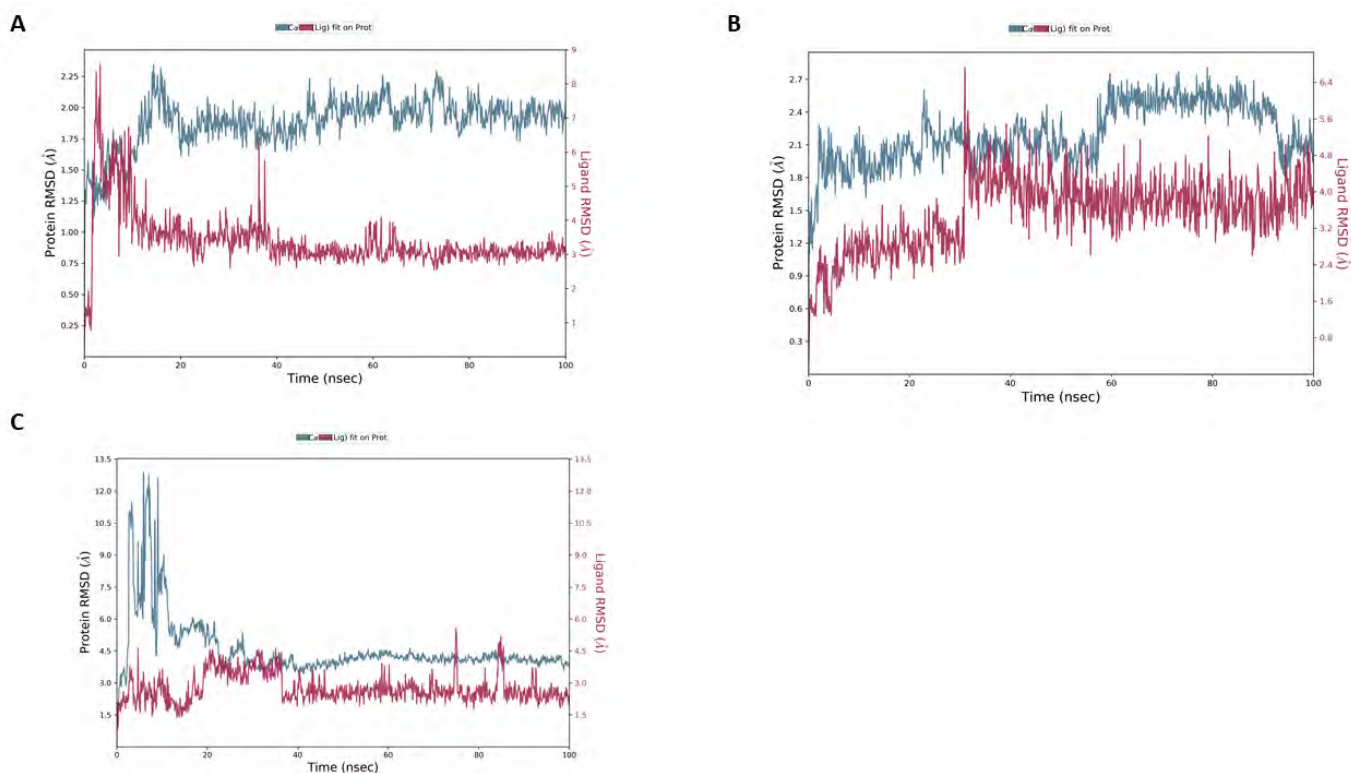 A
Cα (Lig) fit on Prot
Protein RMSD (Å)
2.25
2.00
1.75
1.50
1.25
1.00
0.75
0.50
0.25
9
8
7
6
5
4
3
2
1
Ligand RMSD (Å)
0 20 40 60 80 100
Time (nsec)
B
Cα (Lig) fit on Prot
Protein RMSD (Å)
2.7
2.4
2.1
1.8
1.5
1.2
0.9
0.6
0.3
6.4
5.6
4.8
4.0
3.2
2.4
1.6
0.8
Ligand RMSD (Å)
0 20 40 60 80 100
Time (nsec)
C
Cα (Lig) fit on Prot
Protein RMSD (Å)
13.5
12.0
10.5
9.0
7.5
6.0
4.5
3.0
1.5
13.5
12.0
10.5
9.0
7.5
6.0
4.5
3.0
1.5
Ligand RMSD (Å)
0 20 40 60 80 100
Time (nsec)